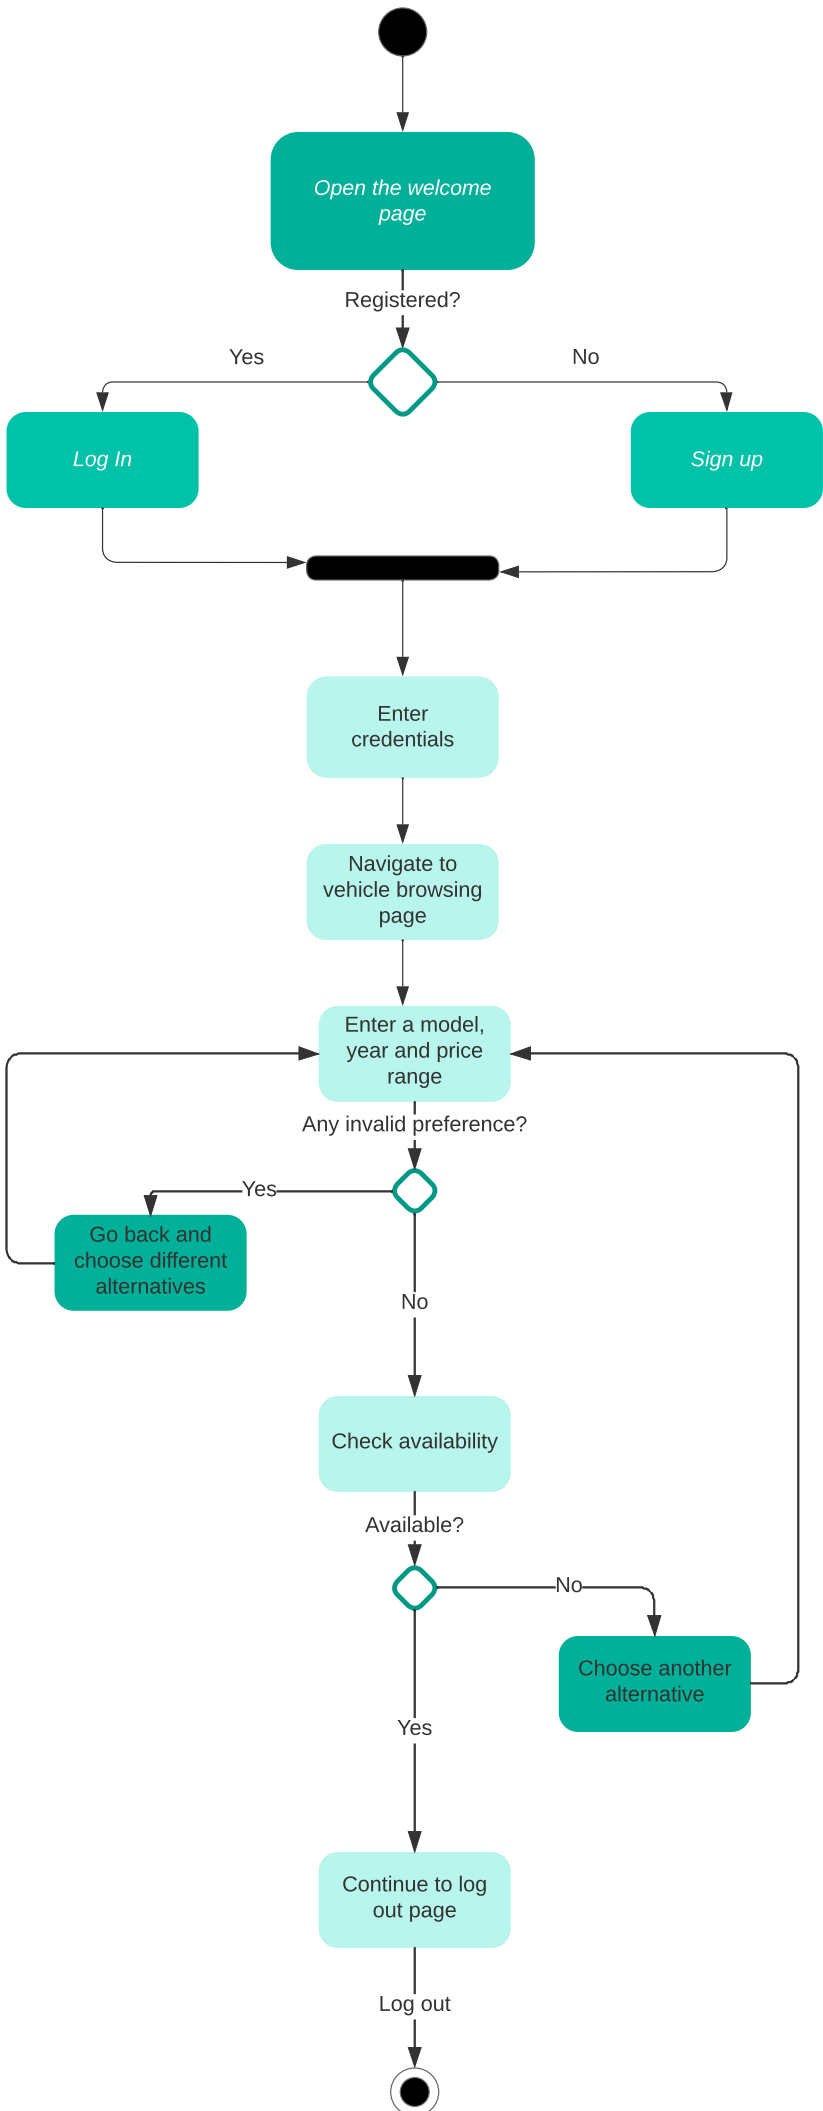 Open the welcome
page
Registered?
Yes
No
Log In
Sign up
Enter
credentials
Navigate to
vehicle browsing
page
Enter a model,
year and price
range
Any invalid preference?
Yes
Go back and
choose different
alternatives
No
Check availability
Available?
No
Choose another
alternative
Yes
Continue to log
out page
Log out